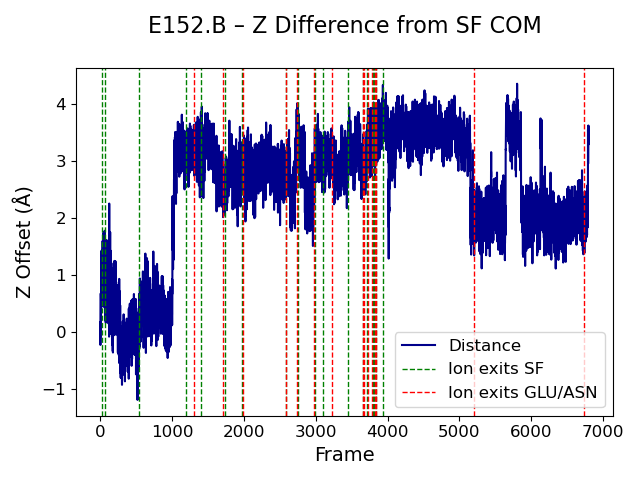 E152.B – Z Difference from SF COM
Z Offset (Å)
4
3
2
1
0
−1
0 1000 2000 3000 4000 5000 6000 7000
Frame
Distance
Ion exits SF
Ion exits GLU/ASN